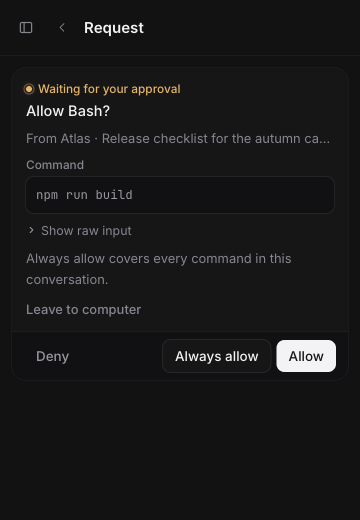 Request
Waiting for your approval
Allow Bash?
From Atlas · Release checklist for the autumn ca...
Command
npm run build
Show raw input
Always allow covers every command in this
conversation.
Leave to computer
Deny
Always allow
Allow